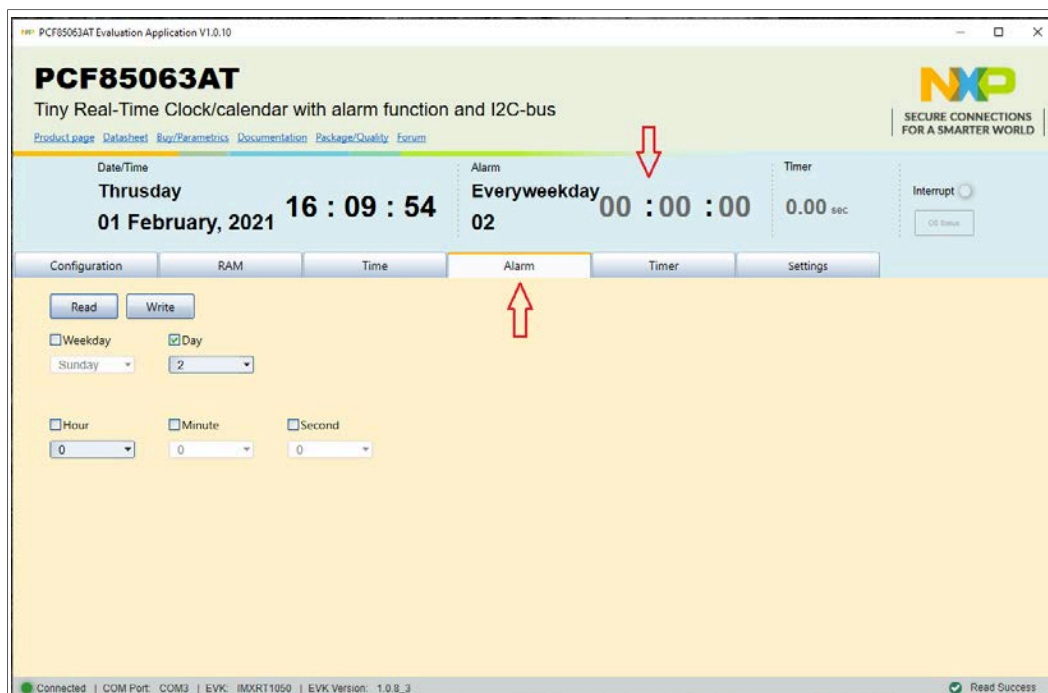 NXP PCF85063AT Evaluation Application V1.0.10
PCF85063AT
Tiny Real-Time Clock/calendar with alarm function and I2C-bus
Product page Datasheet Buy/Parametrics Documentation Package/Quality Forum
NXP
SECURE CONNECTIONS
FOR A SMARTER WORLD
Date/Time
Thrusday
01 February, 2021
16 : 09 : 54
Alarm
Everyweekday
02
00 :00 :00
Timer
0.00 sec
Interrupt
OS Status
Configuration RAM Time Alarm Timer Settings
Read Write
Weekday Day
Sunday 2
Hour Minute Second
0 0 0
Connected | COM Port: COM3 | EVK: IMXRT1050 | EVK Version: 1.0.8_3 Read Success